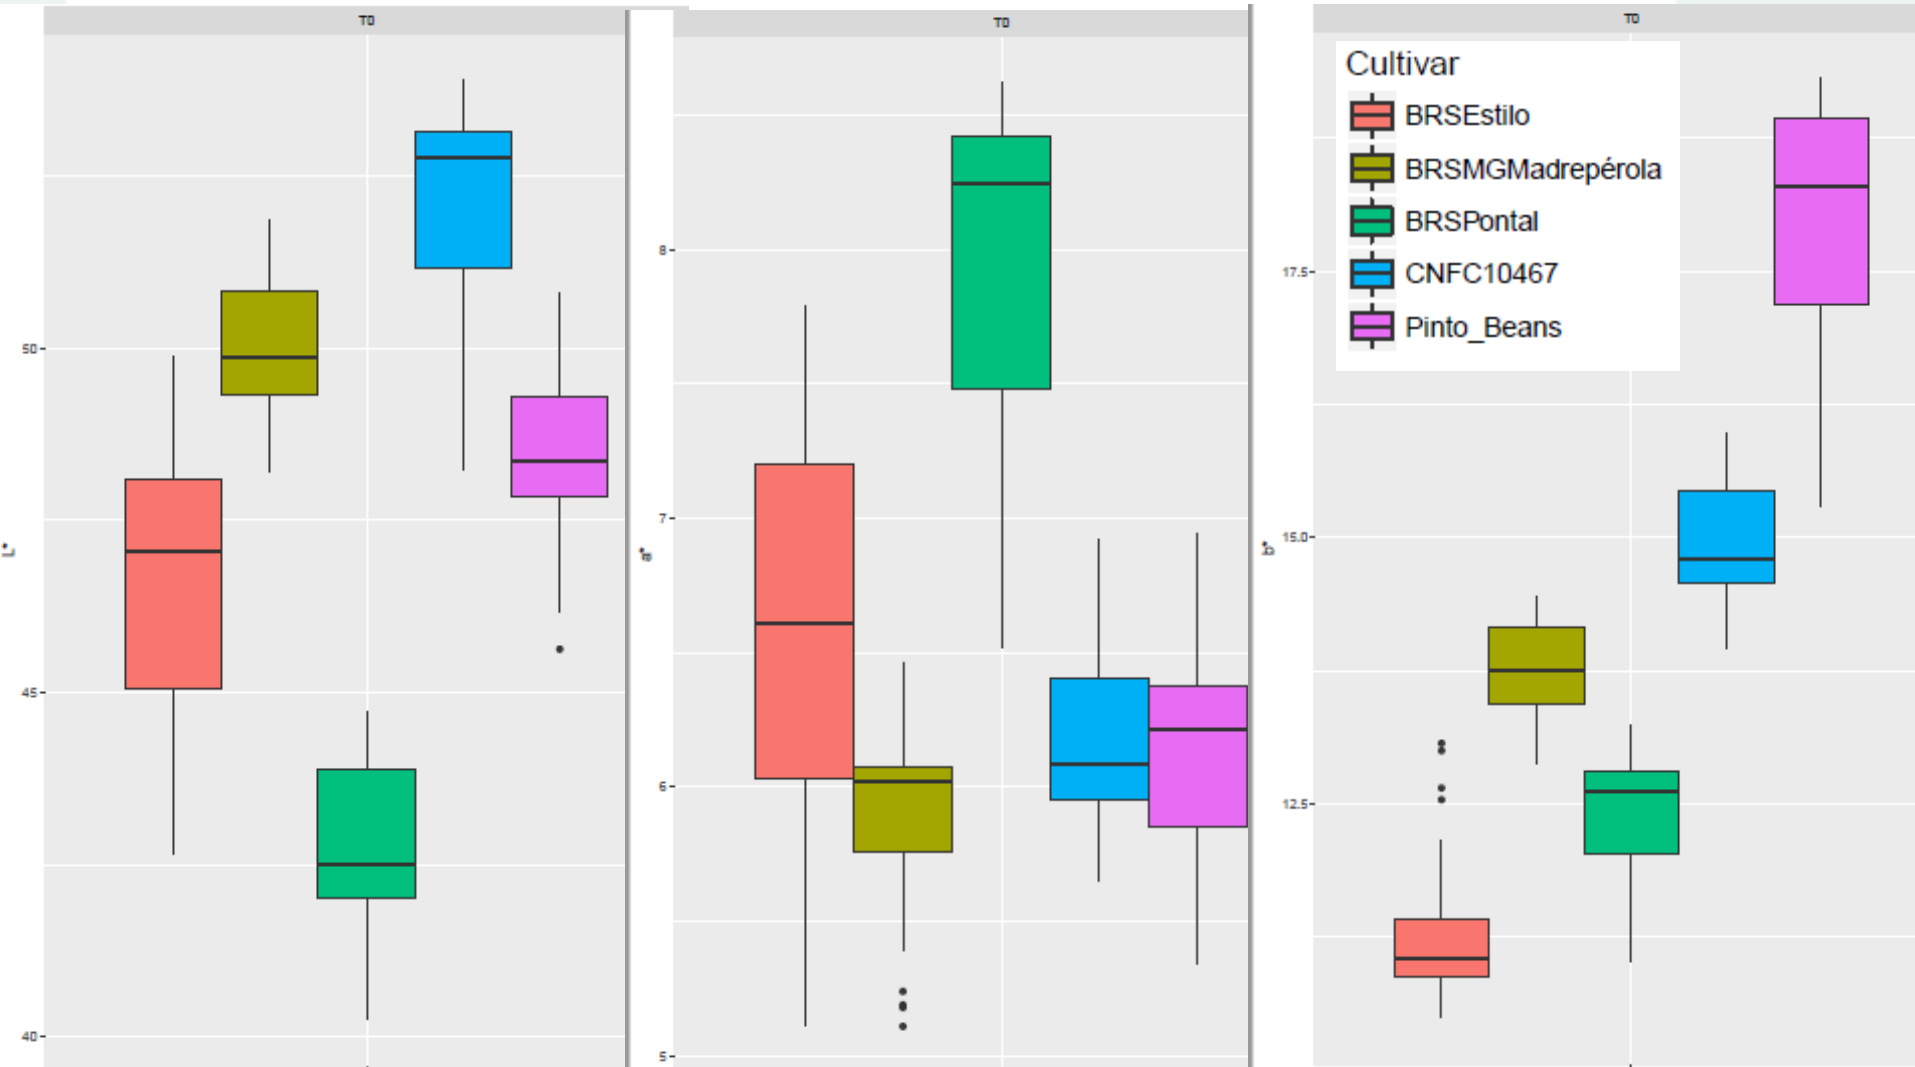 T0
50
45
40
L*
T0
8
7
6
5
a*
T0
Cultivar
BRSEstilo
BRSMGMadrepérola
BRSPontal
CNFC10467
Pinto_Beans
17.5
15.0
12.5
b*